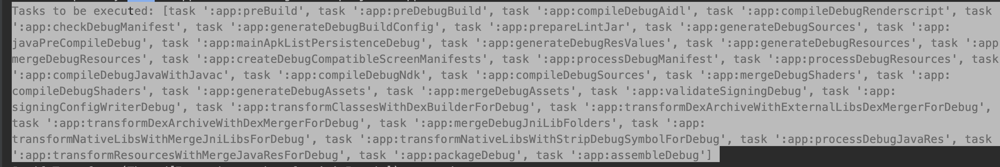 Tasks to be executed: [task ':app:preBuild', task ':app:preDebugBuild', task ':app:compileDebugAidl', task ':app:compileDebugRenderscript', task
':app:checkDebugManifest', task ':app:generateDebugBuildConfig', task ':app:prepareLintJar', task ':app:generateDebugSources', task ':app:
javaPreCompileDebug', task ':app:mainApkListPersistenceDebug', task ':app:generateDebugResValues', task ':app:generateDebugResources', task ':app
mergeDebugResources', task ':app:createDebugCompatibleScreenManifests', task ':app:processDebugManifest', task ':app:processDebugResources', task
':app:compileDebugJavaWithJavac', task ':app:compileDebugNdk', task ':app:compileDebugSources', task ':app:mergeDebugShaders', task ':app:
compileDebugShaders', task ':app:generateDebugAssets', task ':app:mergeDebugAssets', task ':app:validateSigningDebug', task ':app:
signingConfigWriterDebug', task ':app:transformClassesWithDexBuilderForDebug', task ':app:transformDexArchiveWithExternalLibsDexMergerForDebug',
task ':app:transformDexArchiveWithDexMergerForDebug', task ':app:mergeDebugJniLibFolders', task ':app:
transformNativeLibsWithMergeJniLibsForDebug', task ':app:transformNativeLibsWithStripDebugSymbolForDebug', task ':app:processDebugJavaRes', task
':app:transformResourcesWithMergeJavaResForDebug', task ':app:packageDebug', task ':app:assembleDebug']